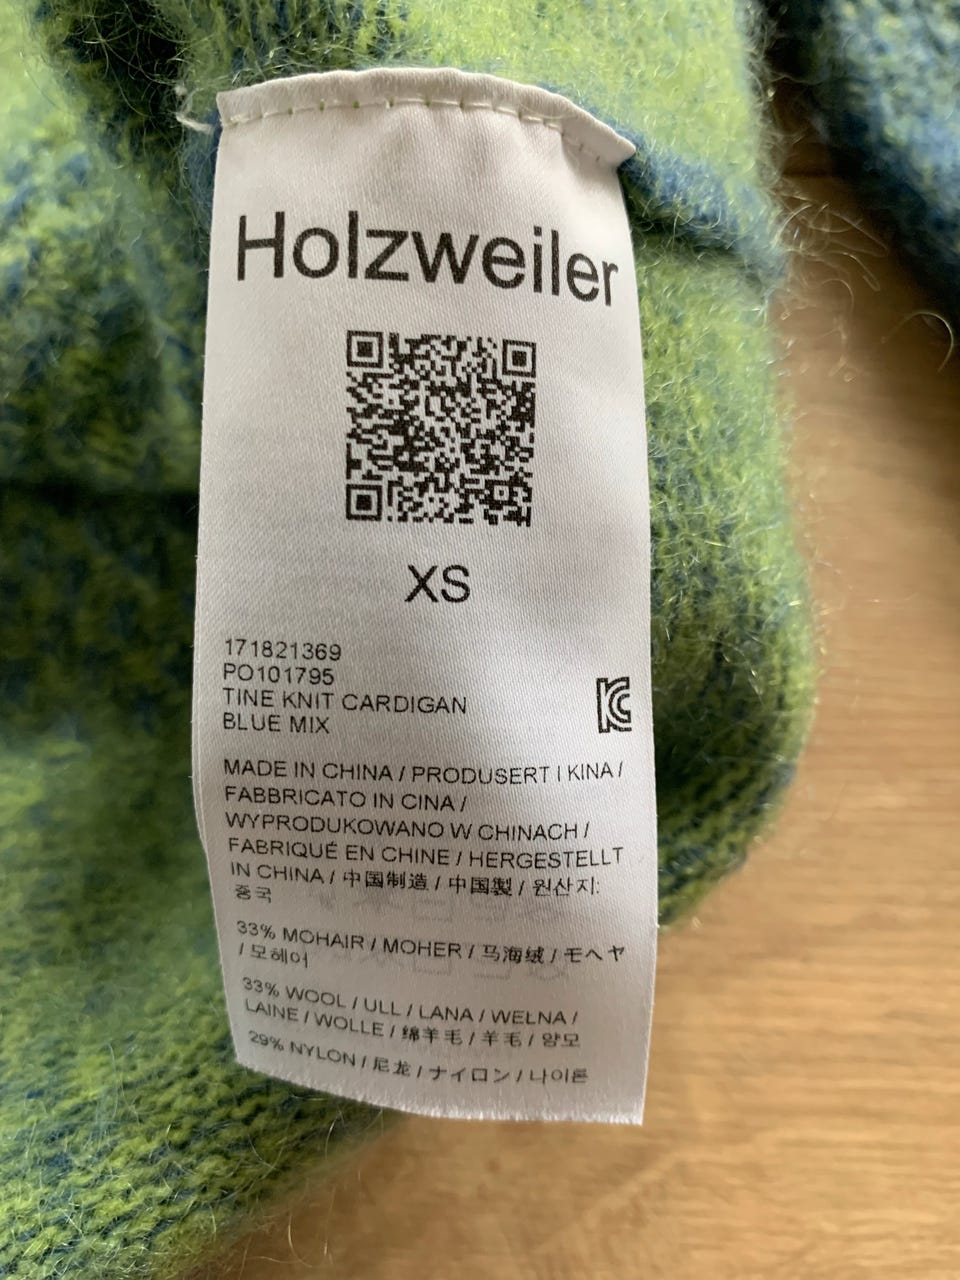 Holzweiler
XS
171821369
PO101795
TINE KNIT CARDIGAN
BLUE MIX
MADE IN CHINA / PRODUSERT I KINA /
FABBRICATO IN CINA /
WYPRODUKOWANO W CHINACH /
FABRIQUÉ EN CHINE / HERGESTELLT
IN CHINA / 中国制造 / 中国製 / 원산지:
중국
33% MOHAIR / MOHER / 马海绒 / モヘヤ
/ 모헤어
33% WOOL / ULL / LANA / WEŁNA /
LAINE / WOLLE / 绵羊毛 / 羊毛 / 양모
29% NYLON / 尼龙 / ナイロン / 나이론